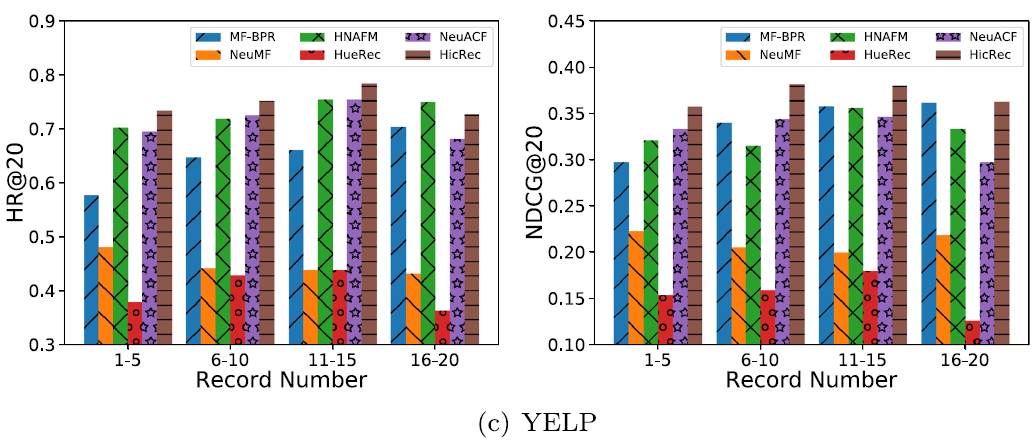 0.9
0.8
0.7
0.6
0.5
0.4
0.3
HR@20
MF-BPR HNAFM NeuACF
NeuMF HueRec HicRec
1-5 6-10 11-15 16-20
Record Number
0.45
0.40
0.35
0.30
0.25
0.20
0.15
0.10
NDCG@20
MF-BPR HNAFM NeuACF
NeuMF HueRec HicRec
1-5 6-10 11-15 16-20
Record Number
(c) YELP